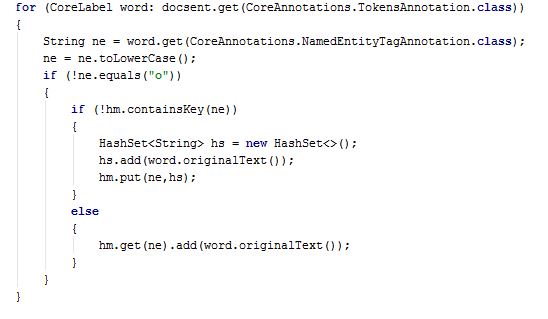 for (CoreLabel word: docsent.get(CoreAnnotations.TokensAnnotation.class))
{
    String ne = word.get(CoreAnnotations.NamedEntityTagAnnotation.class);
    ne = ne.toLowerCase();
    if (!ne.equals("o"))
    {
        if (!hm.containsKey(ne))
        {
            HashSet<String> hs = new HashSet<>();
            hs.add(word.originalText());
            hm.put(ne,hs);
        }
        else
        {
            hm.get(ne).add(word.originalText());
        }
    }
}